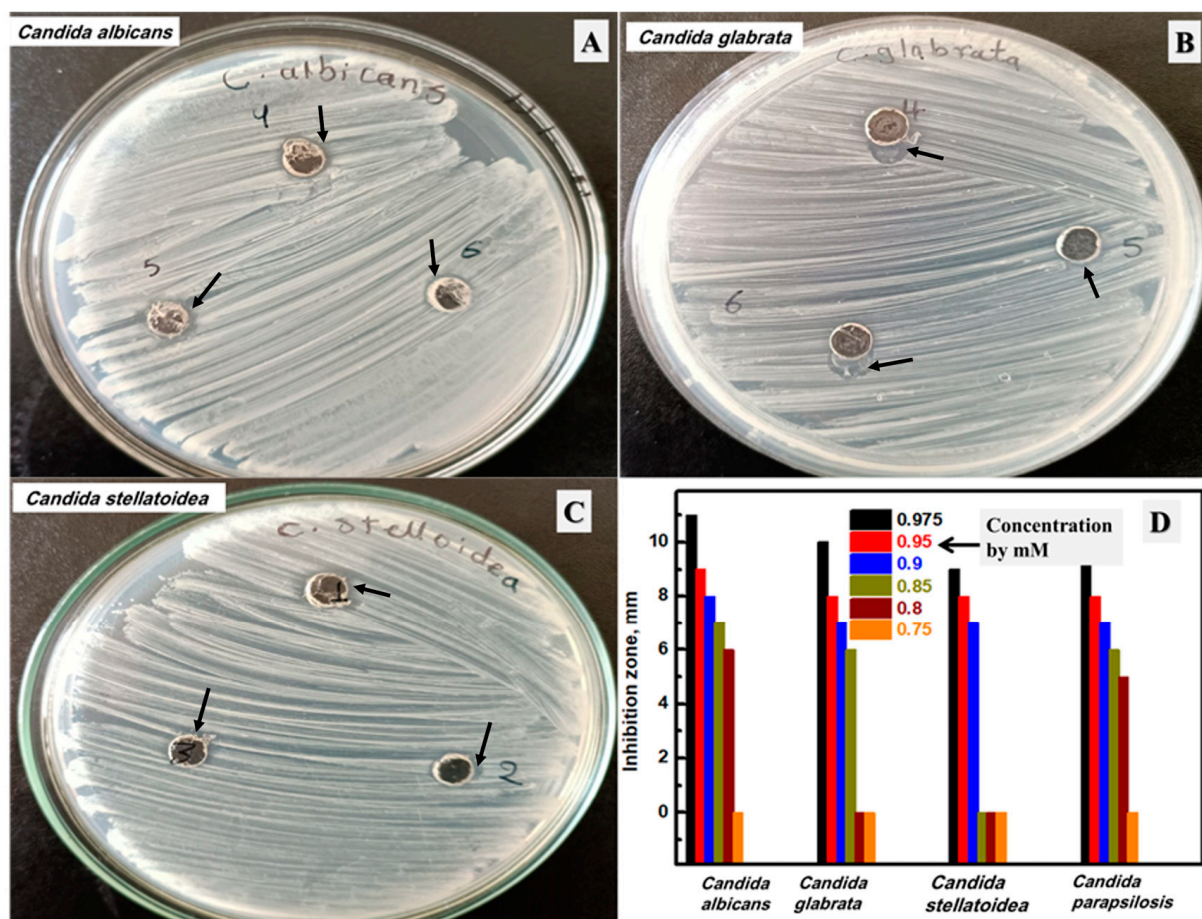 Candida albicans
A
C. albicans
4
5
6
Candida glabrata
B
C. glabrata
4
5
6
Candida stellatoidea
C
C. stelloidea
1
3
2
D
Inhibition zone, mm
10
8
6
4
2
0
0.975
0.95
0.9
0.85
0.8
0.75
Concentration
by mM
Candida
albicans
Candida
glabrata
Candida
stellatoidea
Candida
parapsilosis